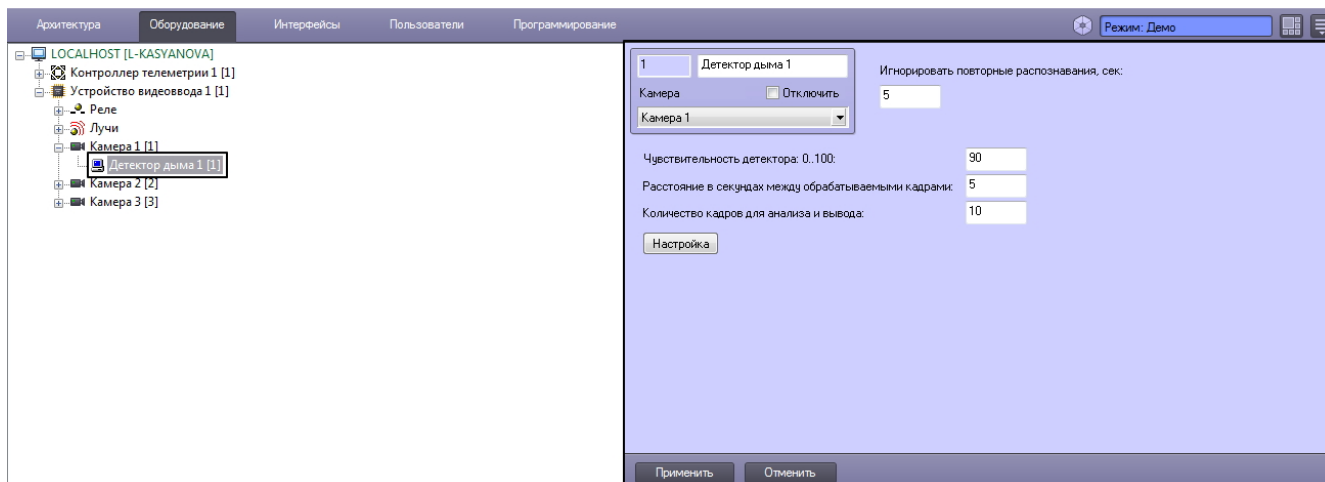 Архитектура Оборудование Интерфейсы Пользователи Программирование Режим: Демо
LOCALHOST [L-KASYANOVA]
Контроллер телеметрии 1 [1]
Устройство видеоввода 1 [1]
Реле
Лучи
Камера 1 [1]
Детектор дыма 1 [1]
Камера 2 [2]
Камера 3 [3]
1 Детектор дыма 1
Камера Отключить
Камера 1
Игнорировать повторные распознавания, сек:
5
Чувствительность детектора: 0..100: 90
Расстояние в секундах между обрабатываемыми кадрами: 5
Количество кадров для анализа и вывода: 10
Настройка
Применить Отменить